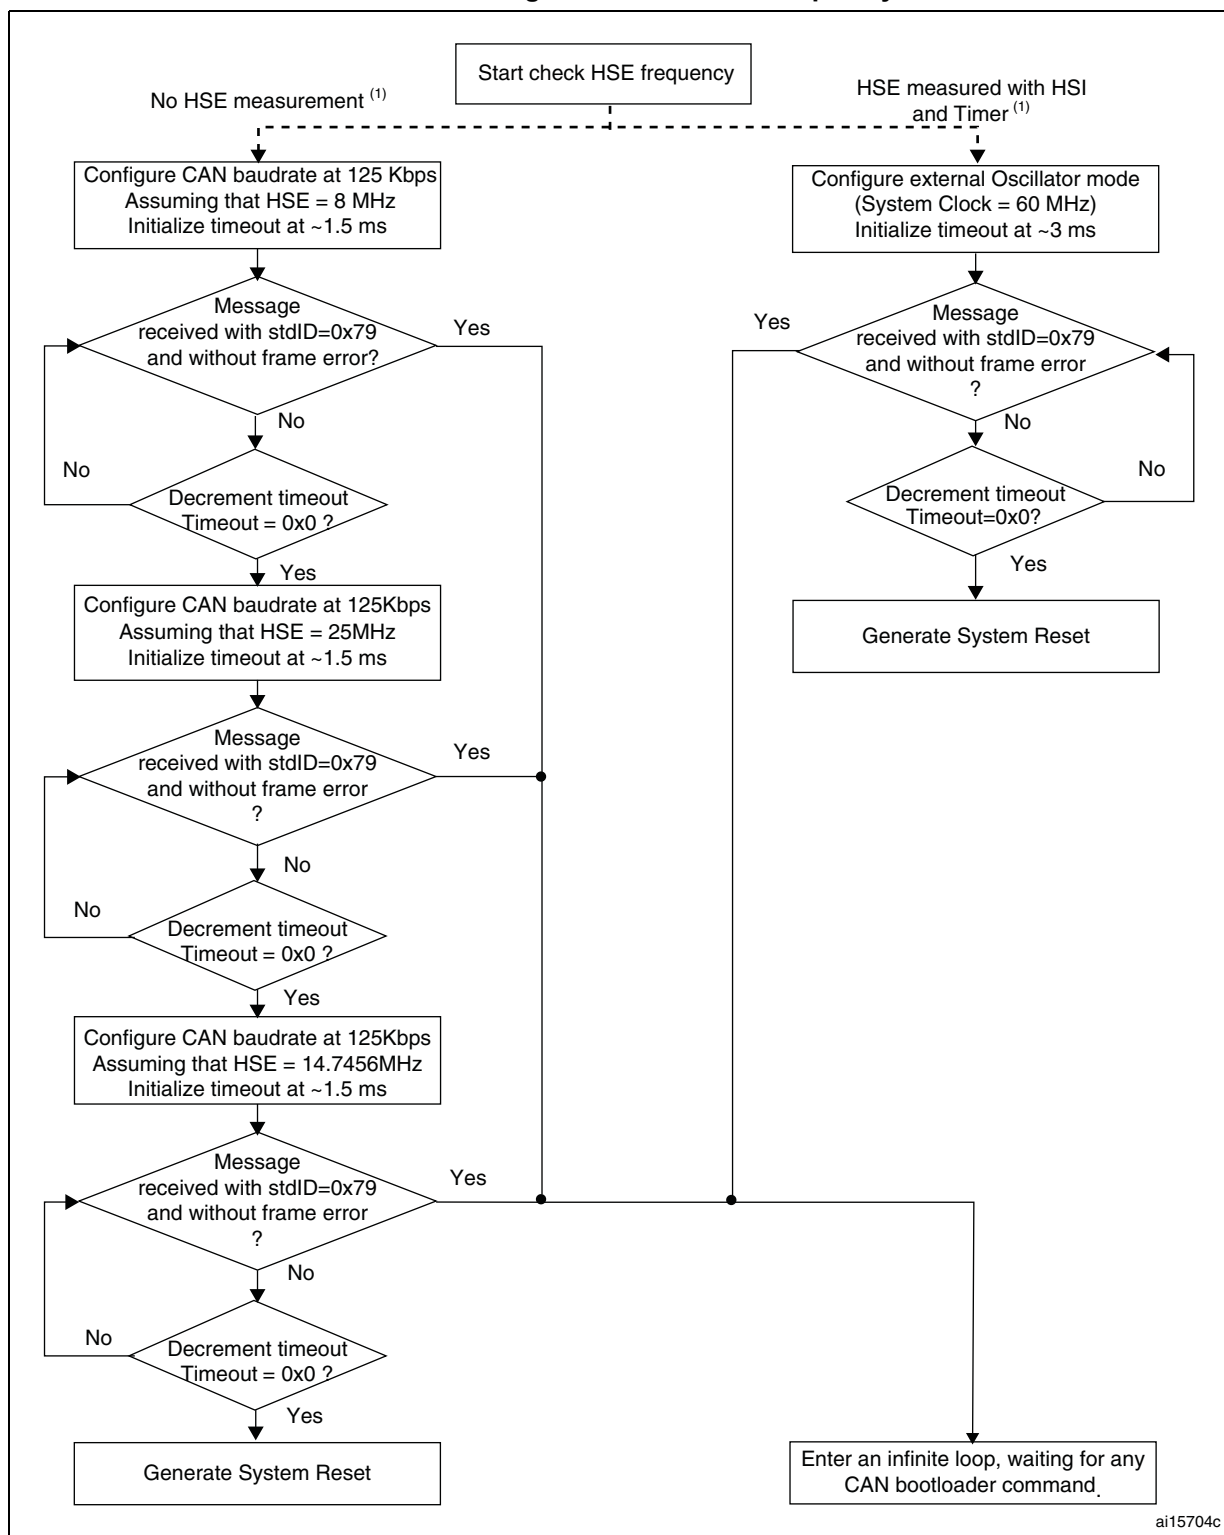 Start check HSE frequency
No HSE measurement (1)
HSE measured with HSI
and Timer (1)
Configure CAN baudrate at 125 Kbps
Assuming that HSE = 8 MHz
Initialize timeout at ~1.5 ms
Configure external Oscillator mode
(System Clock = 60 MHz)
Initialize timeout at ~3 ms
Message
received with stdID=0x79
and without frame error?
Yes
No
Decrement timeout
Timeout = 0x0 ?
No
Yes
Yes
Message
received with stdID=0x79
and without frame error
?
No
Decrement timeout
Timeout=0x0?
No
Yes
Generate System Reset
Configure CAN baudrate at 125Kbps
Assuming that HSE = 25MHz
Initialize timeout at ~1.5 ms
Message
received with stdID=0x79
and without frame error
?
Yes
No
No
Decrement timeout
Timeout = 0x0 ?
Yes
Configure CAN baudrate at 125Kbps
Assuming that HSE = 14.7456MHz
Initialize timeout at ~1.5 ms
Message
received with stdID=0x79
and without frame error
?
Yes
No
No
Decrement timeout
Timeout = 0x0 ?
Yes
Generate System Reset
Enter an infinite loop, waiting for any
CAN bootloader command.
ai15704c